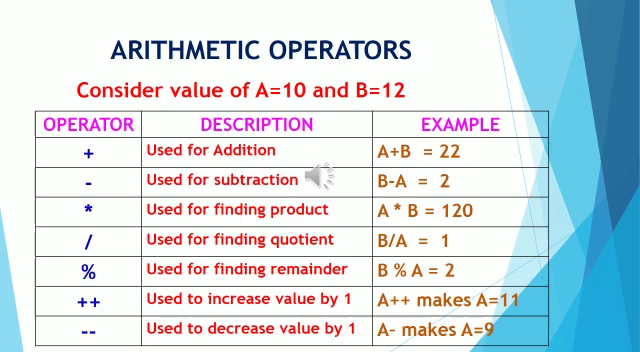 ARITHMETIC OPERATORS
Consider value of A=10 and B=12
OPERATOR DESCRIPTION EXAMPLE
+ Used for Addition A+B = 22
- Used for subtraction B-A = 2
* Used for finding product A * B = 120
/ Used for finding quotient B/A = 1
% Used for finding remainder B % A = 2
++ Used to increase value by 1 A++ makes A=11
-- Used to decrease value by 1 A– makes A=9